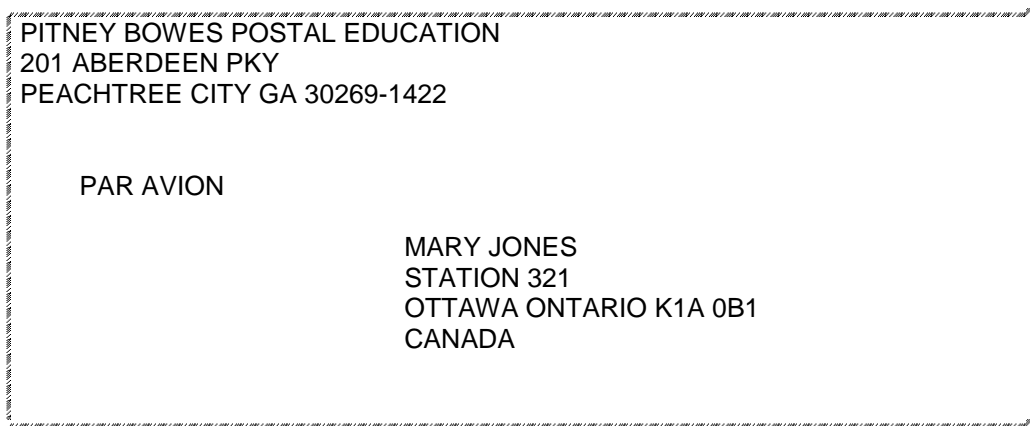 PITNEY BOWES POSTAL EDUCATION
201 ABERDEEN PKY
PEACHTREE CITY GA 30269-1422
PAR AVION
MARY JONES
STATION 321
OTTAWA ONTARIO K1A 0B1
CANADA